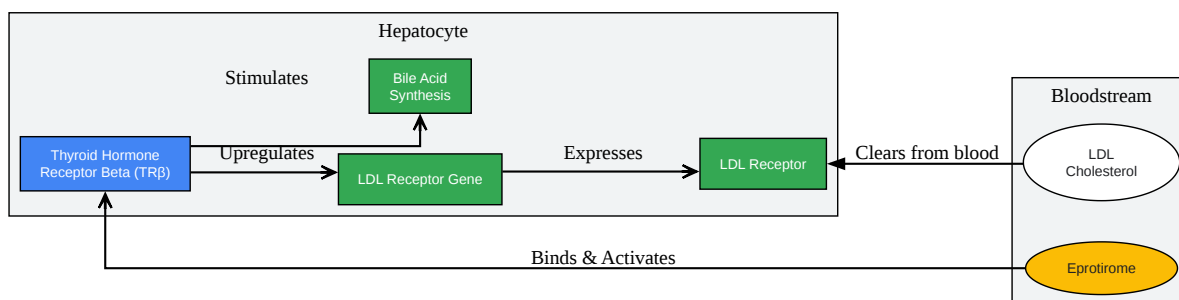 Hepatocyte
Stimulates
Bile Acid
Synthesis
Bloodstream
Thyroid Hormone
Receptor Beta (TRβ)
Upregulates
LDL Receptor Gene
Expresses
LDL Receptor
Clears from blood
LDL
Cholesterol
Binds & Activates
Eprotirome